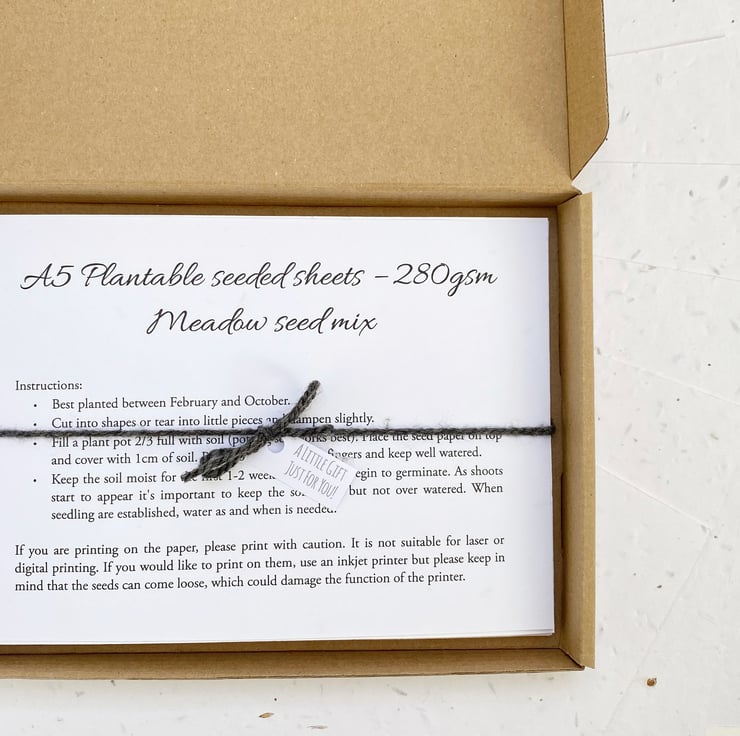 A5 Plantable seeded sheets – 280gsm
Meadow seed mix
Instructions:
• Best planted between February and October.
• Cut into shapes or tear into little pieces and dampen slightly.
• Fill a plant pot 2/3 full with soil works best). Place the seed paper on top
and cover with 1cm of soil. fingers and keep well watered.
• Keep the soil moist for the first 1-2 begin to germinate. As shoots
start to appear it's important to keep the but not over watered. When
seedling are established, water as and when is needed.
If you are printing on the paper, please print with caution. It is not suitable for laser or
digital printing. If you would like to print on them, use an inkjet printer but please keep in
mind that the seeds can come loose, which could damage the function of the printer.
A LITTLE GIFT
JUST FOR YOU!